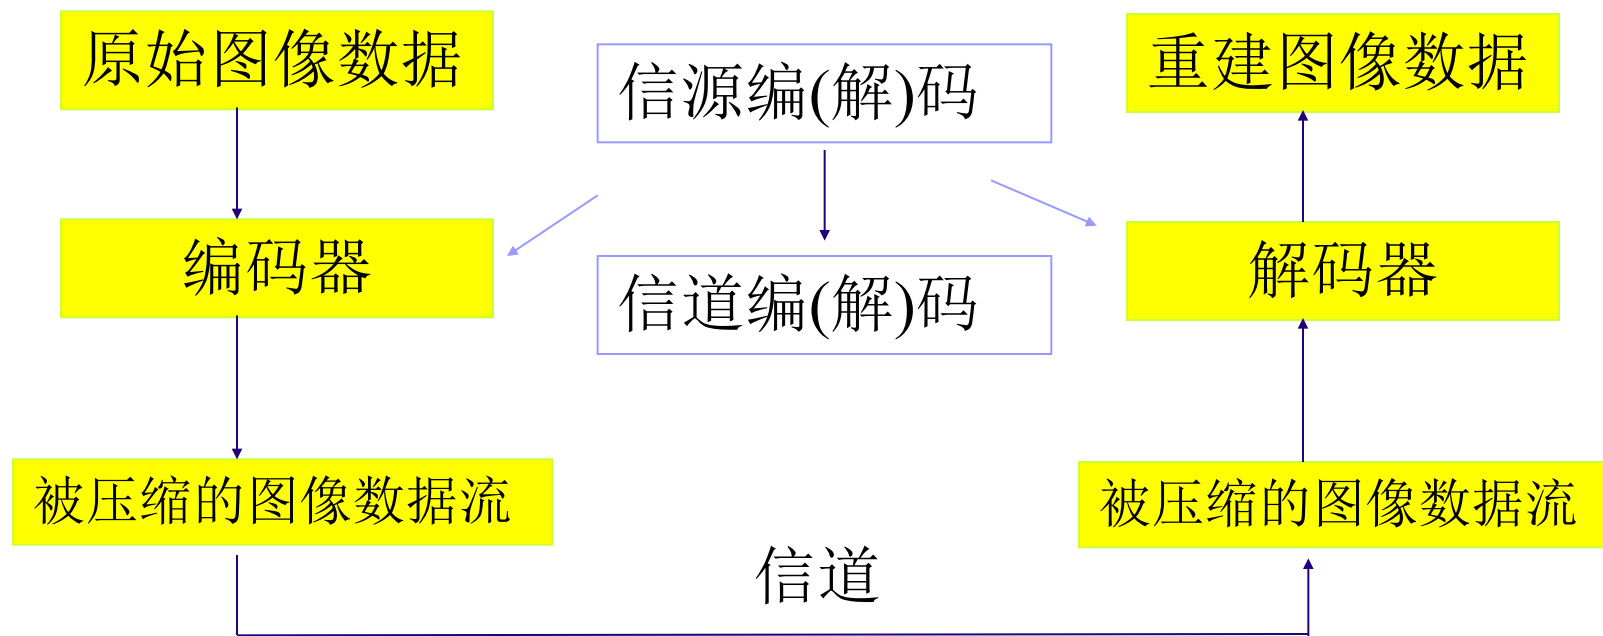 原始图像数据
信源编(解)码
重建图像数据
编码器
信道编(解)码
解码器
被压缩的图像数据流
被压缩的图像数据流
信道